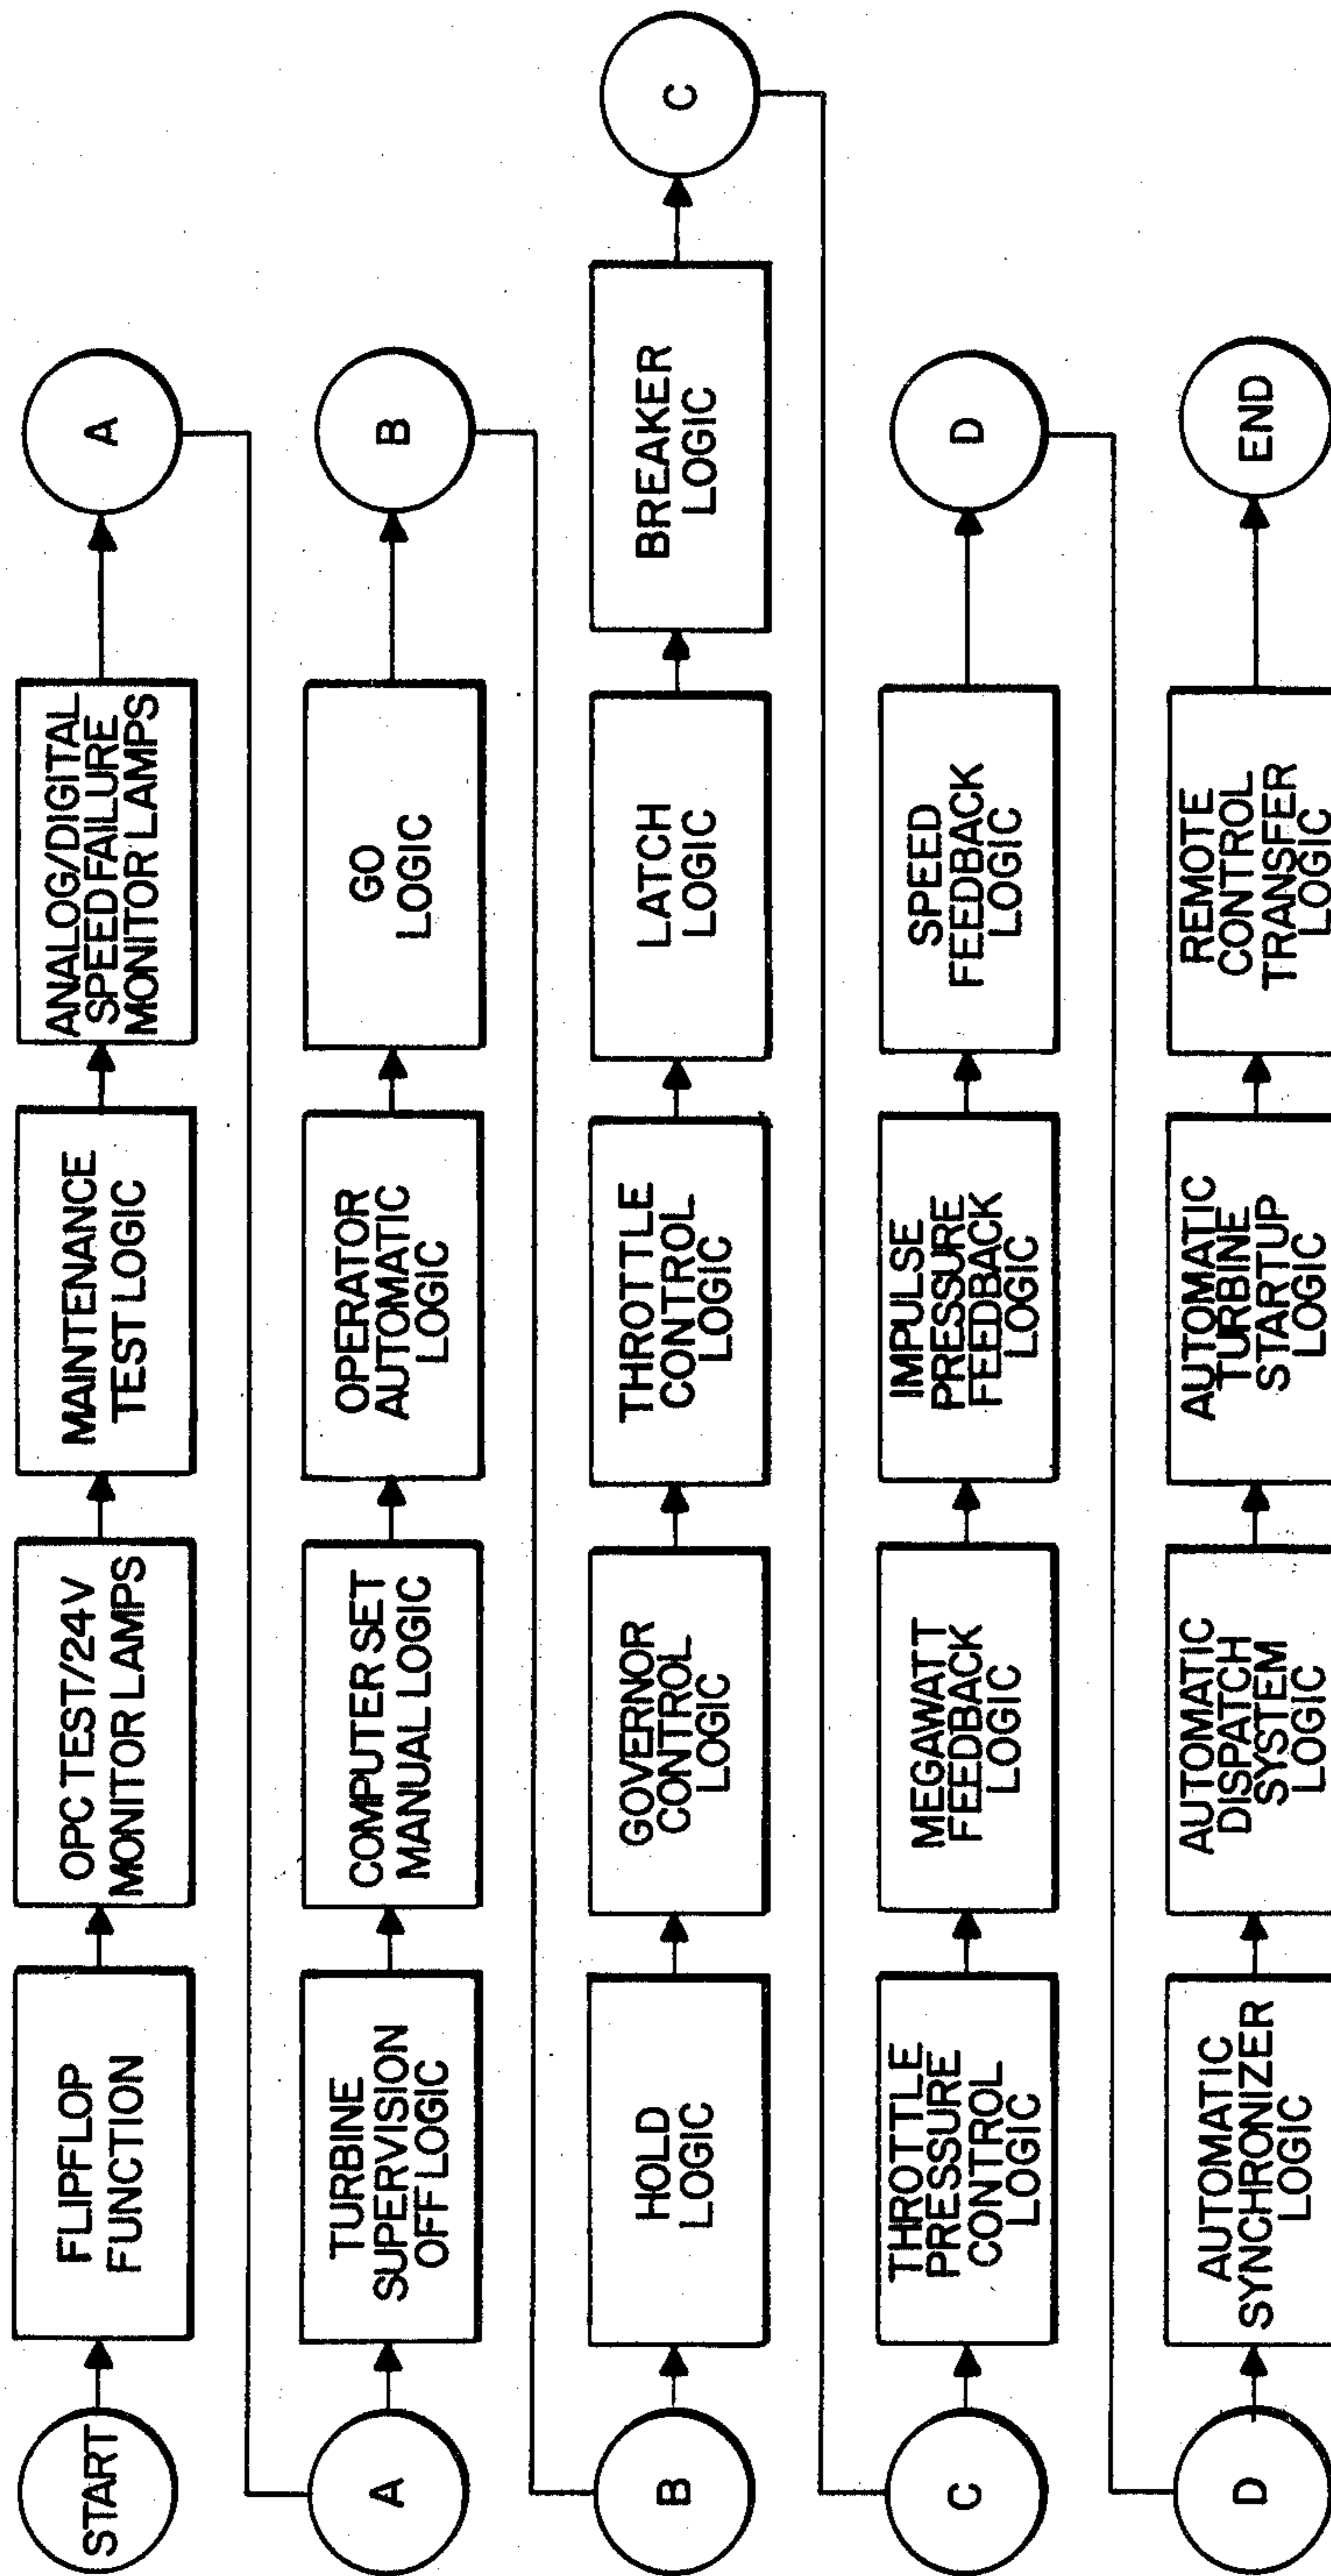 START
FLIPFLOP
FUNCTION
OPC TEST/24V
MONITOR LAMPS
MAINTENANCE
TEST LOGIC
ANALOG/DIGITAL
SPEED FAILURE
MONITOR LAMPS
A
A
TURBINE
SUPERVISION
OFF LOGIC
COMPUTER SET
MANUAL LOGIC
OPERATOR
AUTOMATIC
LOGIC
GO
LOGIC
B
B
HOLD
LOGIC
GOVERNOR
CONTROL
LOGIC
THROTTLE
CONTROL
LOGIC
LATCH
LOGIC
BREAKER
LOGIC
C
C
THROTTLE
PRESSURE
CONTROL
LOGIC
MEGAWATT
FEEDBACK
LOGIC
IMPULSE
PRESSURE
FEEDBACK
LOGIC
SPEED
FEEDBACK
LOGIC
D
D
AUTOMATIC
SYNCHRONIZER
LOGIC
AUTOMATIC
DISPATCH
SYSTEM
LOGIC
AUTOMATIC
TURBINE
STARTUP
LOGIC
REMOTE
CONTROL
TRANSFER
LOGIC
END